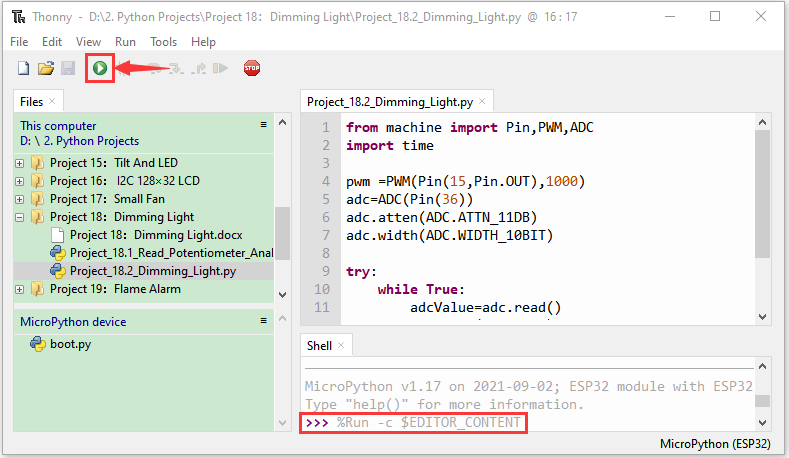 Thonny - D:\2. Python Projects\Project 18： Dimming Light\Project_18.2_Dimming_Light.py @ 16 : 17
File Edit View Run Tools Help
STOP
Files
This computer
D: \ 2. Python Projects
Project 15： Tilt And LED
Project 16： I2C 128×32 LCD
Project 17： Small Fan
Project 18： Dimming Light
Project 18： Dimming Light.docx
Project_18.1_Read_Potentiometer_Anal
Project_18.2_Dimming_Light.py
Project 19： Flame Alarm
MicroPython device
boot.py
Project_18.2_Dimming_Light.py
1 from machine import Pin,PWM,ADC
2 import time
3
4 pwm =PWM(Pin(15,Pin.OUT),1000)
5 adc=ADC(Pin(36))
6 adc.atten(ADC.ATTN_11DB)
7 adc.width(ADC.WIDTH_10BIT)
8
9 try:
10 while True:
11 adcValue=adc.read()
Shell
MicroPython v1.17 on 2021-09-02; ESP32 module with ESP32
Type "help()" for more information.
>>> %Run -c $EDITOR_CONTENT
MicroPython (ESP32)